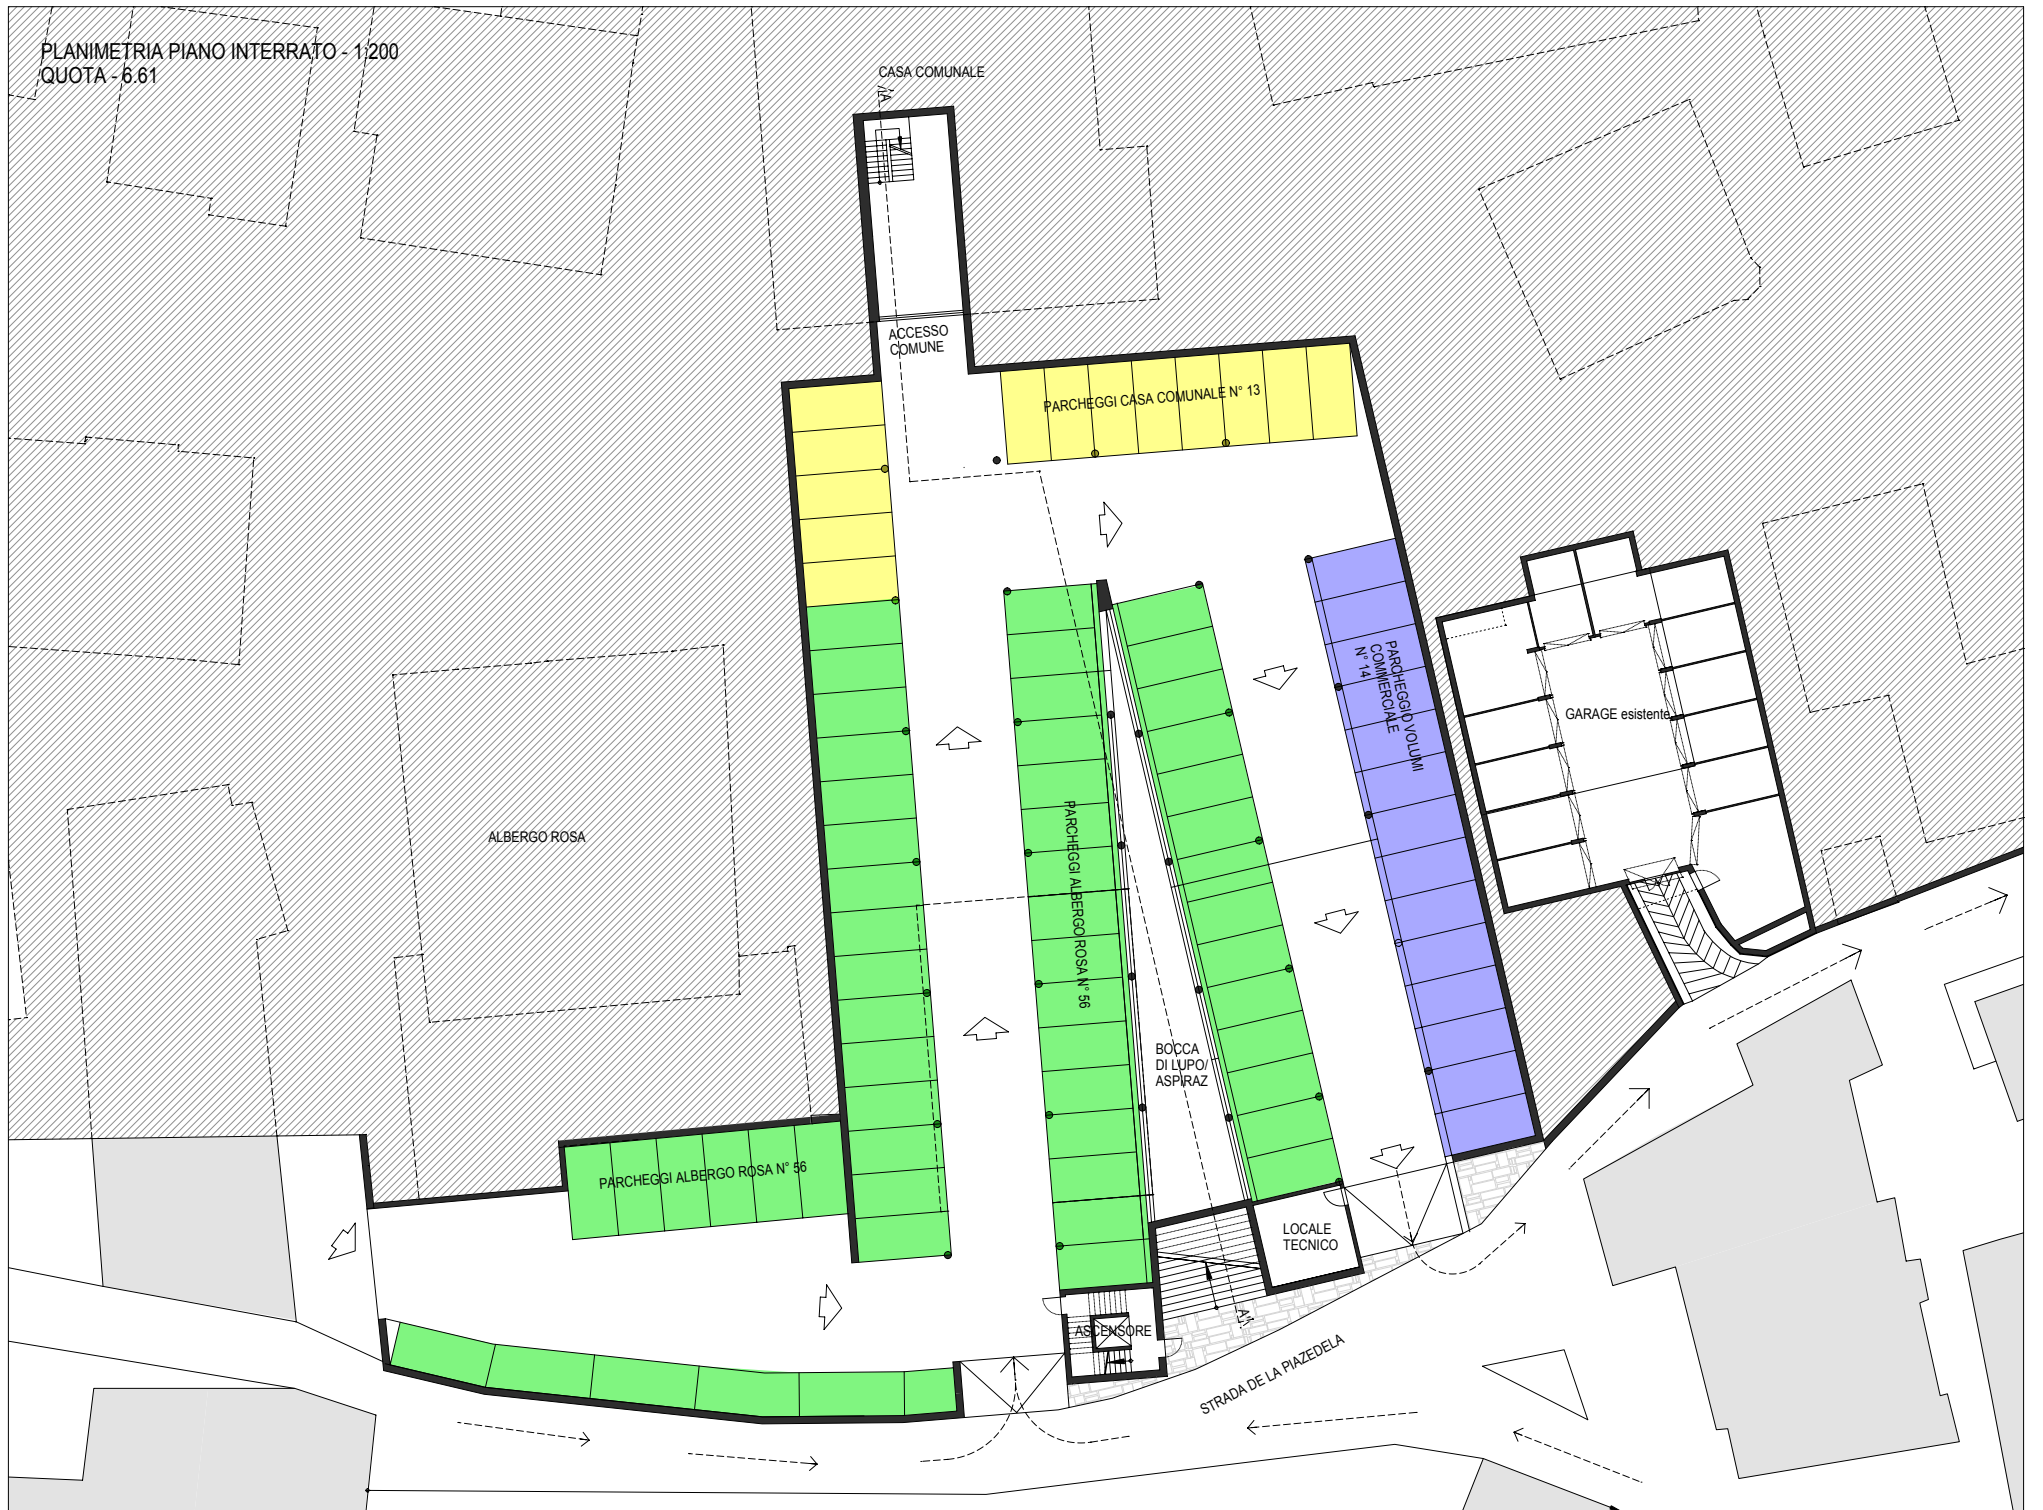 PLANIMETRIA PIANO INTERRATO - 1:200
QUOTA - 6.61
CASA COMUNALE
A'/A
ACCESSO
COMUNE
PARCHEGGI CASA COMUNALE N° 13
PARCHEGGIO VOLUMI
COMMERCIALE
N° 14
GARAGE esistente
ALBERGO ROSA
PARCHEGGI ALBERGO ROSA N° 56
BOCCA
DI LUPO/
ASPIRAZ
PARCHEGGI ALBERGO ROSA N° 56
LOCALE
TECNICO
ASCENSORE
STRADA DE LA PIAZEDELA